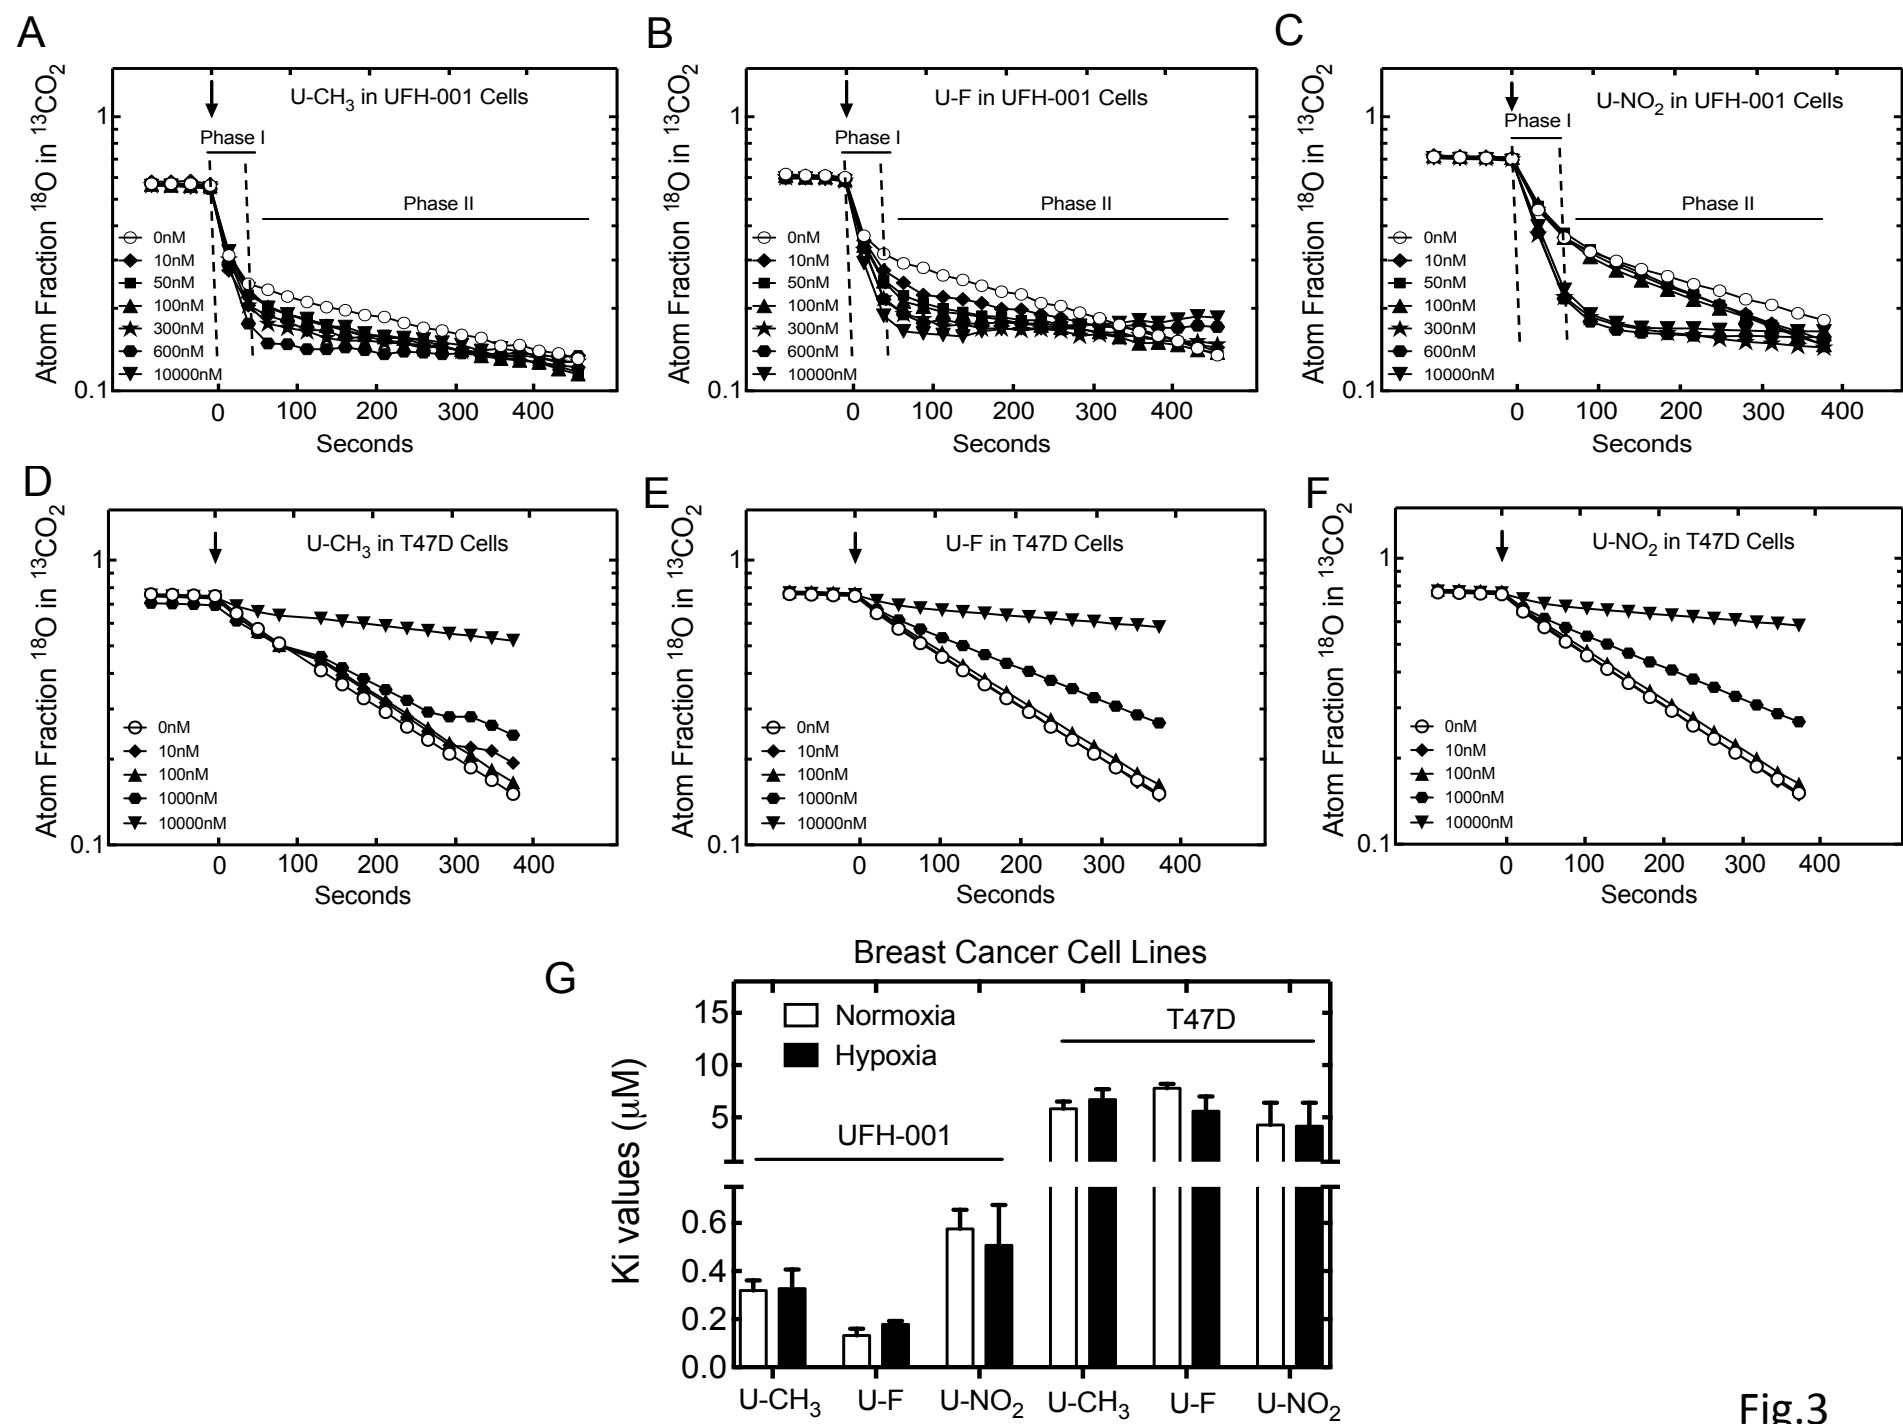 A
Atom Fraction 18O in 13CO2
U-CH3 in UFH-001 Cells
Phase I
Phase II
1
0.1
0nM
10nM
50nM
100nM
300nM
600nM
10000nM
0 100 200 300 400
Seconds
B
Atom Fraction 18O in 13CO2
U-F in UFH-001 Cells
Phase I
Phase II
1
0.1
0nM
10nM
50nM
100nM
300nM
600nM
10000nM
0 100 200 300 400
Seconds
C
Atom Fraction 18O in 13CO2
U-NO2 in UFH-001 Cells
Phase I
Phase II
1
0.1
0nM
10nM
50nM
100nM
300nM
600nM
10000nM
0 100 200 300 400
Seconds
D
Atom Fraction 18O in 13CO2
U-CH3 in T47D Cells
1
0.1
0nM
10nM
100nM
1000nM
10000nM
0 100 200 300 400
Seconds
E
Atom Fraction 18O in 13CO2
U-F in T47D Cells
1
0.1
0nM
10nM
100nM
1000nM
10000nM
0 100 200 300 400
Seconds
F
Atom Fraction 18O in 13CO2
U-NO2 in T47D Cells
1
0.1
0nM
10nM
100nM
1000nM
10000nM
0 100 200 300 400
Seconds
G
Breast Cancer Cell Lines
Ki values (μM)
Normoxia
Hypoxia
T47D
UFH-001
15
10
5
0.6
0.4
0.2
0.0
U-CH3 U-F U-NO2 U-CH3 U-F U-NO2
Fig.3